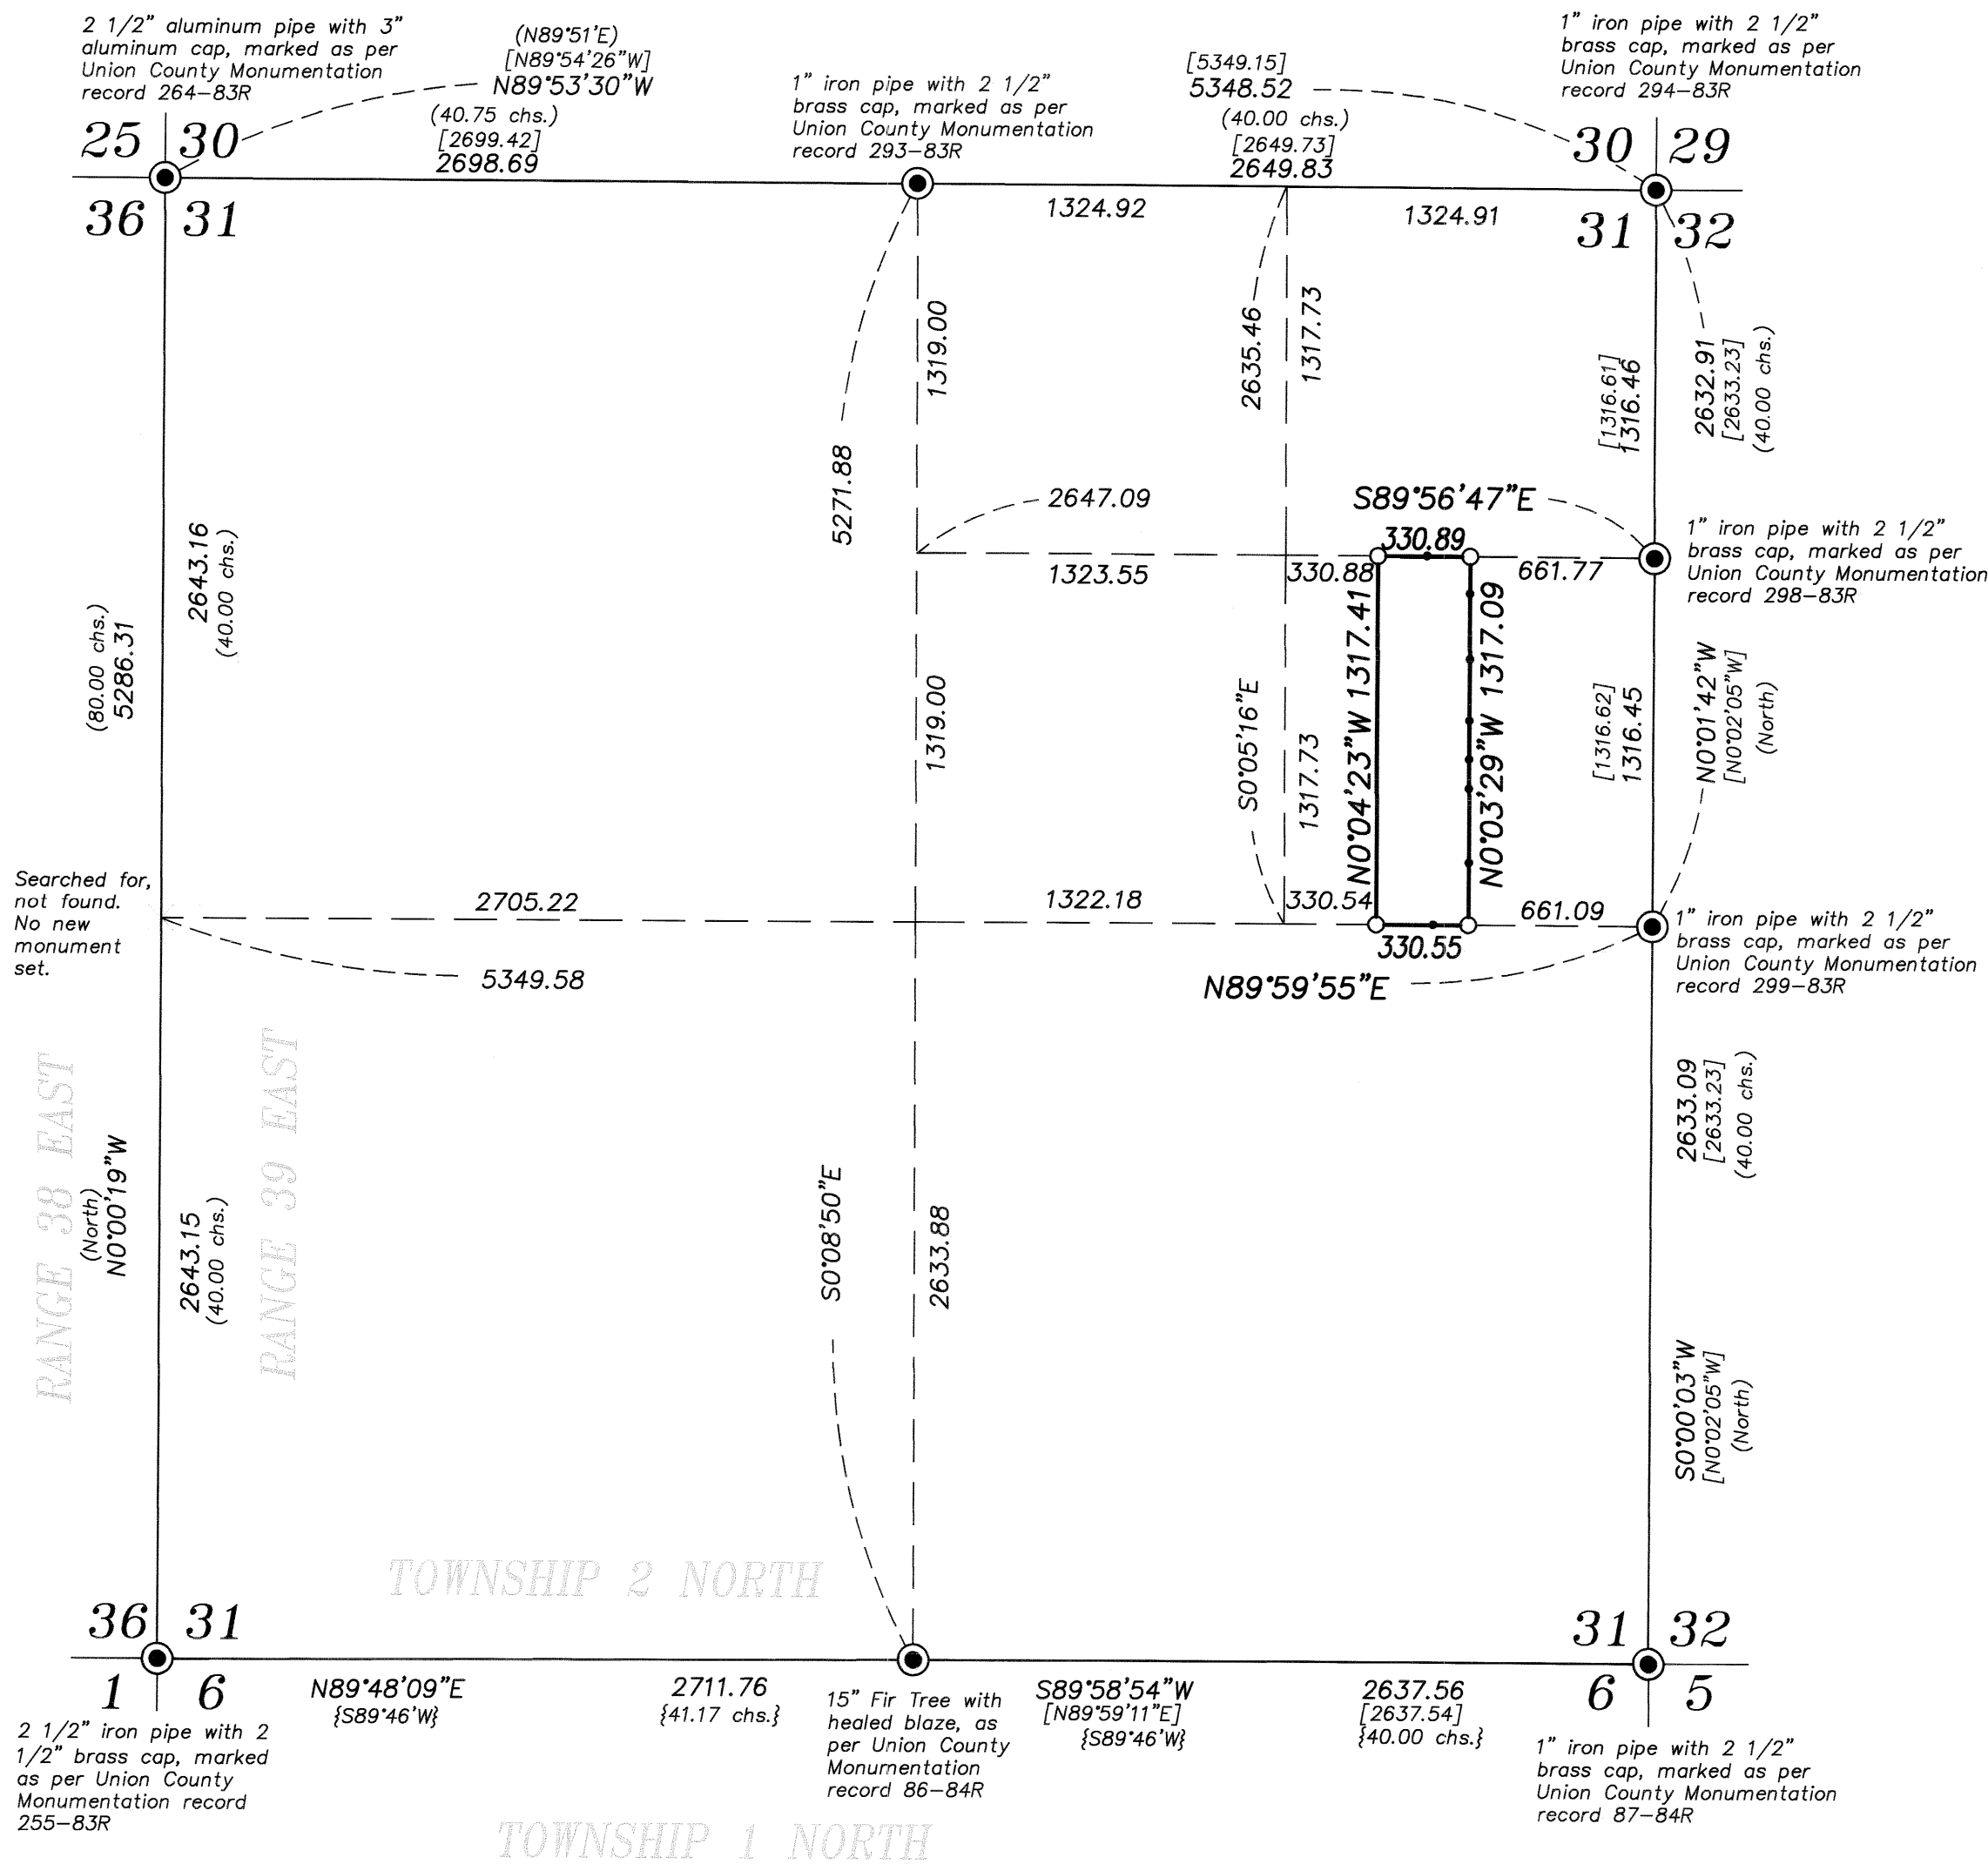 2 1/2" aluminum pipe with 3"
aluminum cap, marked as per
Union County Monumentation
record 264-83R
(N89°51'E)
[N89°54'26"W]
N89°53'30"W
(40.75 chs.)
[2699.42]
2698.69
1" iron pipe with 2 1/2"
brass cap, marked as per
Union County Monumentation
record 293-83R
[5349.15]
5348.52
(40.00 chs.)
[2649.73]
2649.83
1" iron pipe with 2 1/2"
brass cap, marked as per
Union County Monumentation
record 294-83R
25 30
36 31
30 29
31 32
1324.92
1324.91
1319.00
5271.88
2635.46
1317.73
[1316.61]
1316.46
2632.91
[2633.23]
(40.00 chs.)
2647.09
S89°56'47"E
330.89
1323.55
330.88
661.77
1" iron pipe with 2 1/2"
brass cap, marked as per
Union County Monumentation
record 298-83R
2643.16
(40.00 chs.)
(80.00 chs.)
5286.31
1319.00
S0°05'16"E
1317.73
N0°04'23"W 1317.41
N0°03'29"W 1317.09
[1316.62]
1316.45
N0°01'42"W
[N0°02'05"W]
(North)
Searched for,
not found.
No new
monument
set.
2705.22
1322.18
330.54
661.09
330.55
5349.58
N89°59'55"E
1" iron pipe with 2 1/2"
brass cap, marked as per
Union County Monumentation
record 299-83R
RANGE 38 EAST
(North)
N0°00'19"W
2643.15
(40.00 chs.)
RANGE 39 EAST
S0°08'50"E
2633.88
2633.09
[2633.23]
(40.00 chs.)
S0°00'03"W
[N0°02'05"W]
(North)
TOWNSHIP 2 NORTH
36 31
1 6
31 32
6 5
N89°48'09"E
{S89°46'W}
2711.76
{41.17 chs.}
S89°58'54"W
[N89°59'11"E]
{S89°46'W}
2637.56
[2637.54]
{40.00 chs.}
2 1/2" iron pipe with 2
1/2" brass cap, marked
as per Union County
Monumentation record
255-83R
15" Fir Tree with
healed blaze, as
per Union County
Monumentation
record 86-84R
1" iron pipe with 2 1/2"
brass cap, marked as per
Union County Monumentation
record 87-84R
TOWNSHIP 1 NORTH